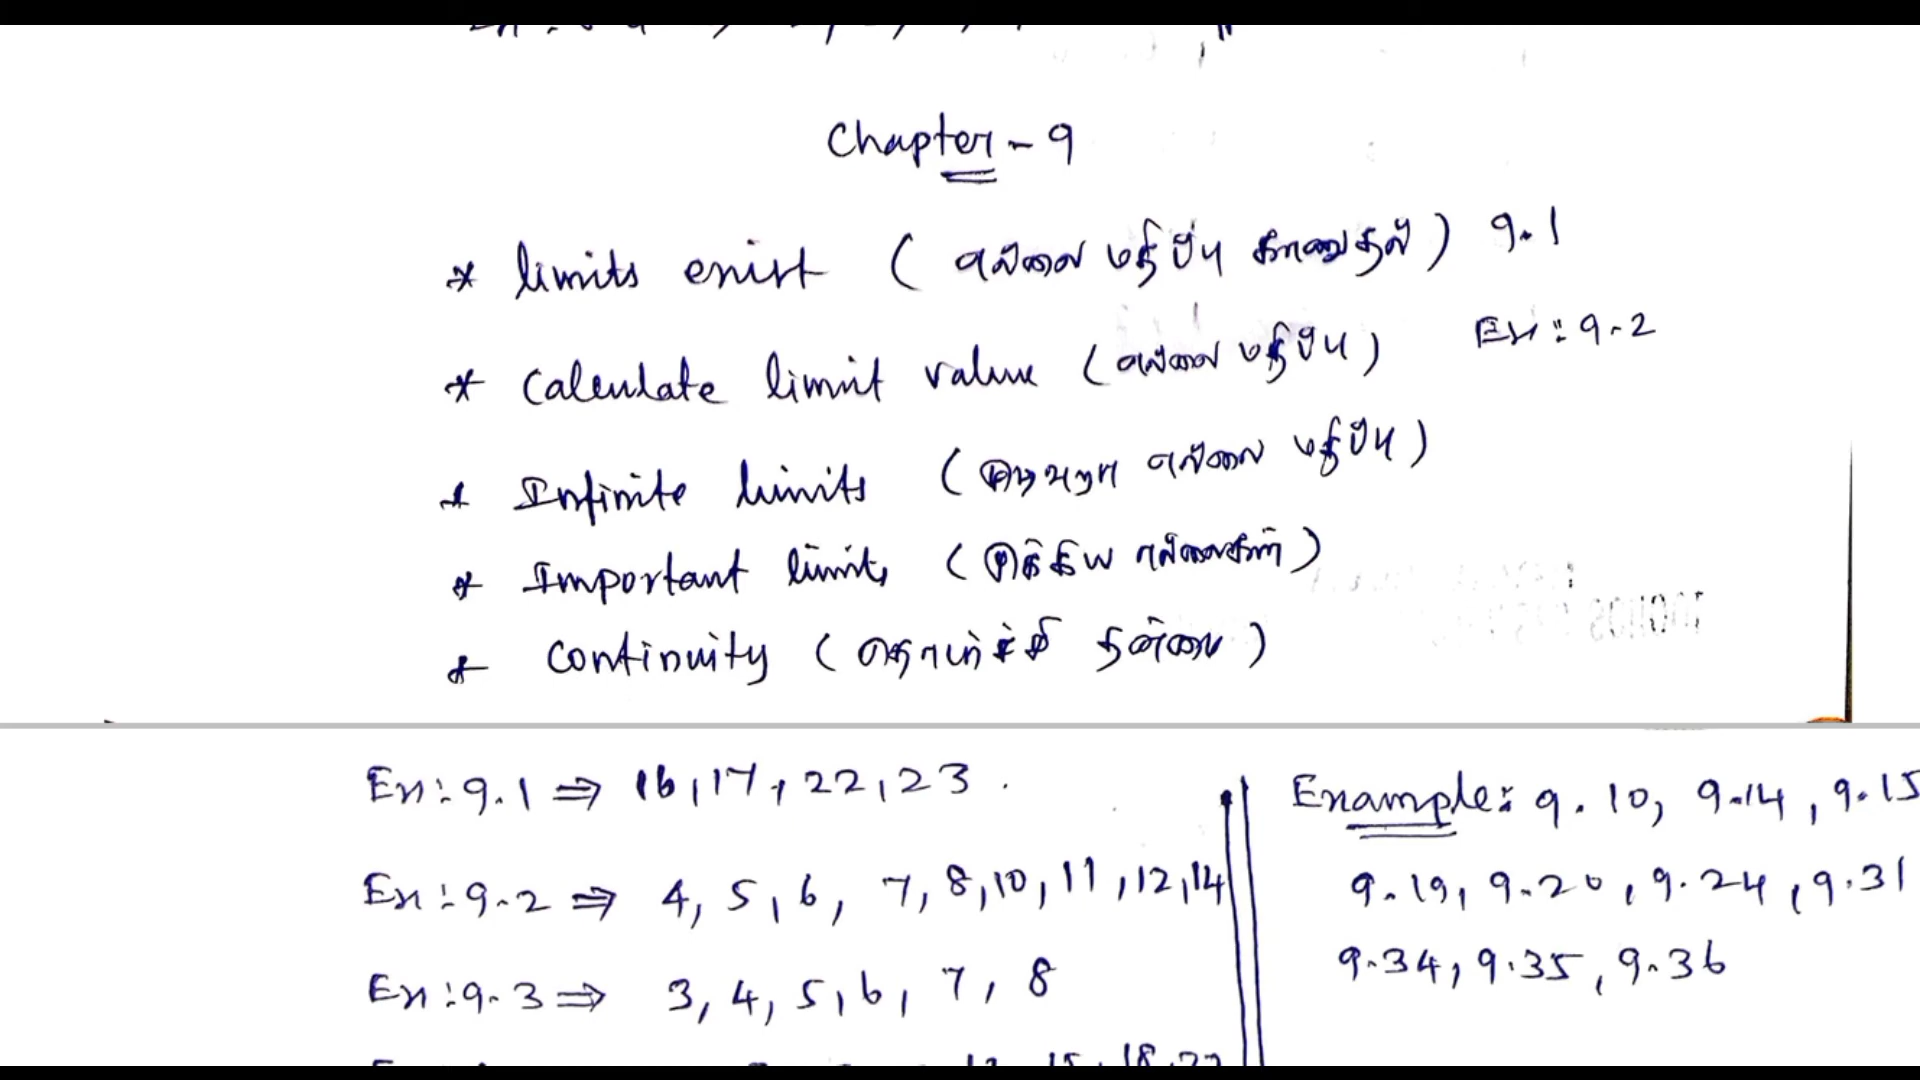 Chapter - 9
* limits exist (எல்லை மதிப்பு காணுதல்) 9.1
* Calculate limit value (எல்லை மதிப்பு) Ex: 9.2
* Infinite limits (முடிவுறா எல்லை மதிப்பு)
* Important limits (முக்கிய எல்லைகள்)
* Continuity (தொடர்ச்சி தன்மை)
Ex: 9.1 ⇒ 16, 17, 22, 23.
Ex: 9.2 ⇒ 4, 5, 6, 7, 8, 10, 11, 12, 14
Ex: 9.3 ⇒ 3, 4, 5, 6, 7, 8
Example: 9.10, 9.14, 9.15
9.19, 9.20, 9.24, 9.31
9.34, 9.35, 9.36